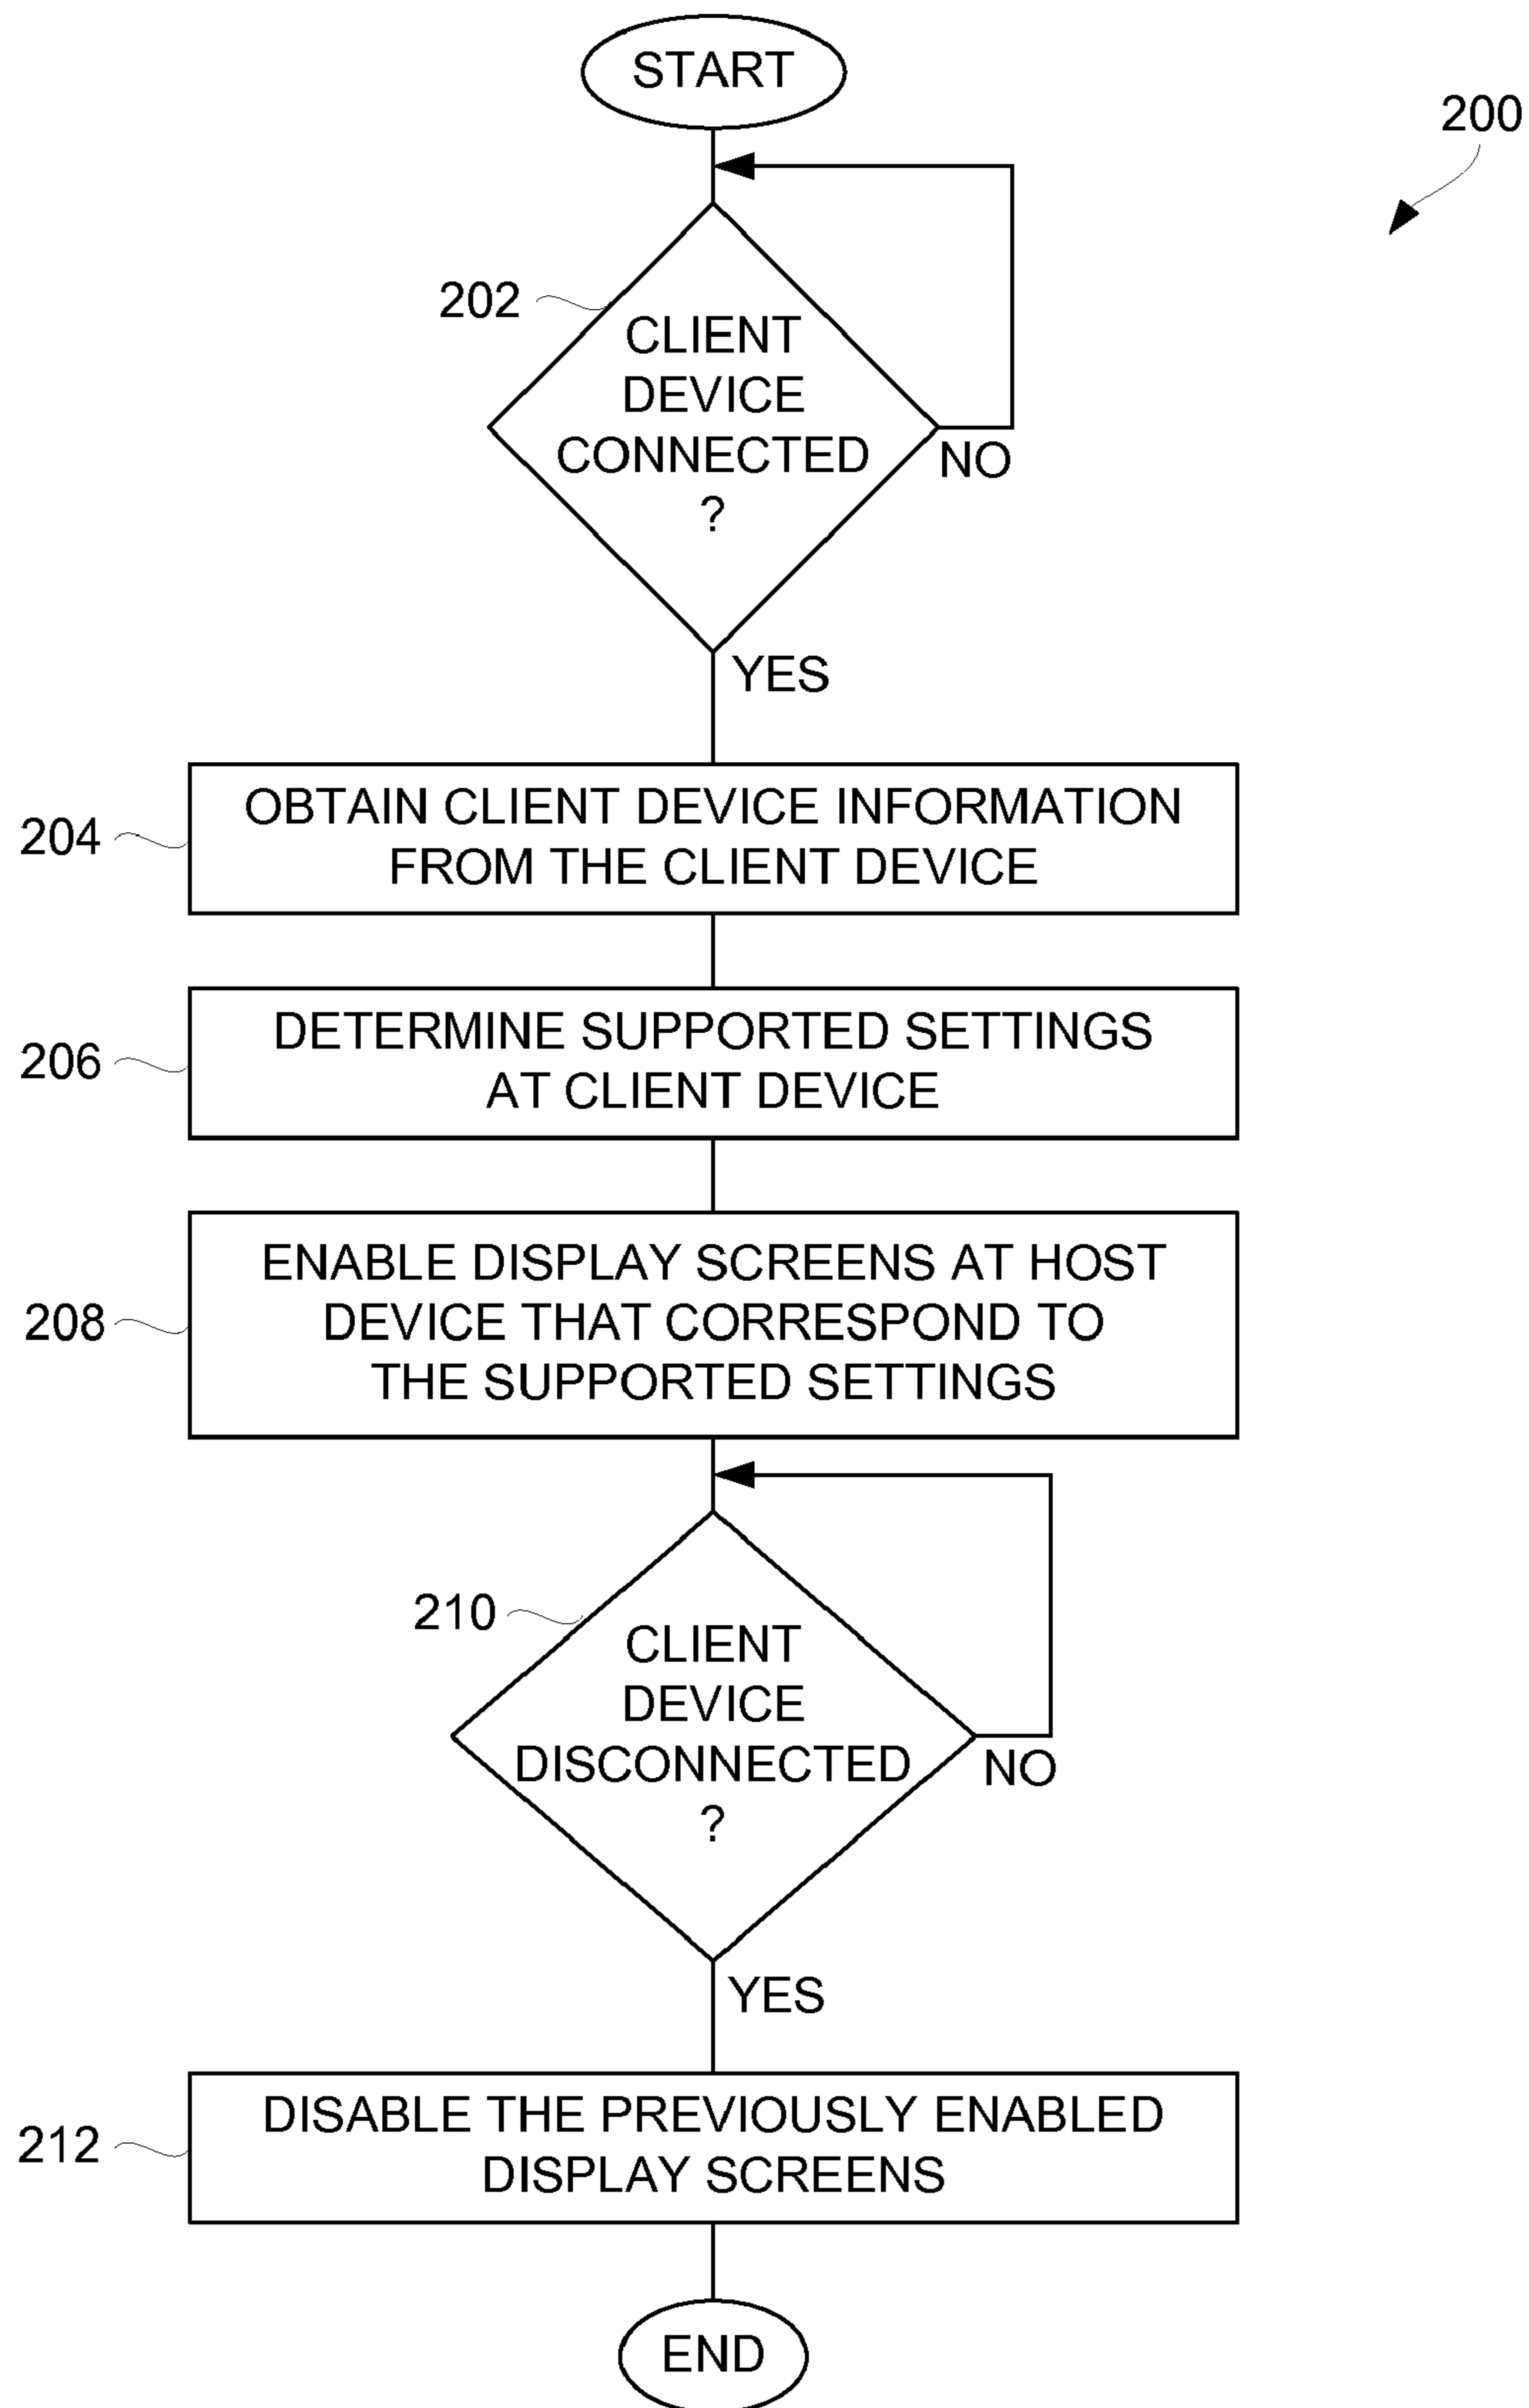 START
200
202
CLIENT
DEVICE
CONNECTED
?
NO
YES
204
OBTAIN CLIENT DEVICE INFORMATION
FROM THE CLIENT DEVICE
206
DETERMINE SUPPORTED SETTINGS
AT CLIENT DEVICE
208
ENABLE DISPLAY SCREENS AT HOST
DEVICE THAT CORRESPOND TO
THE SUPPORTED SETTINGS
210
CLIENT
DEVICE
DISCONNECTED
?
NO
YES
212
DISABLE THE PREVIOUSLY ENABLED
DISPLAY SCREENS
END